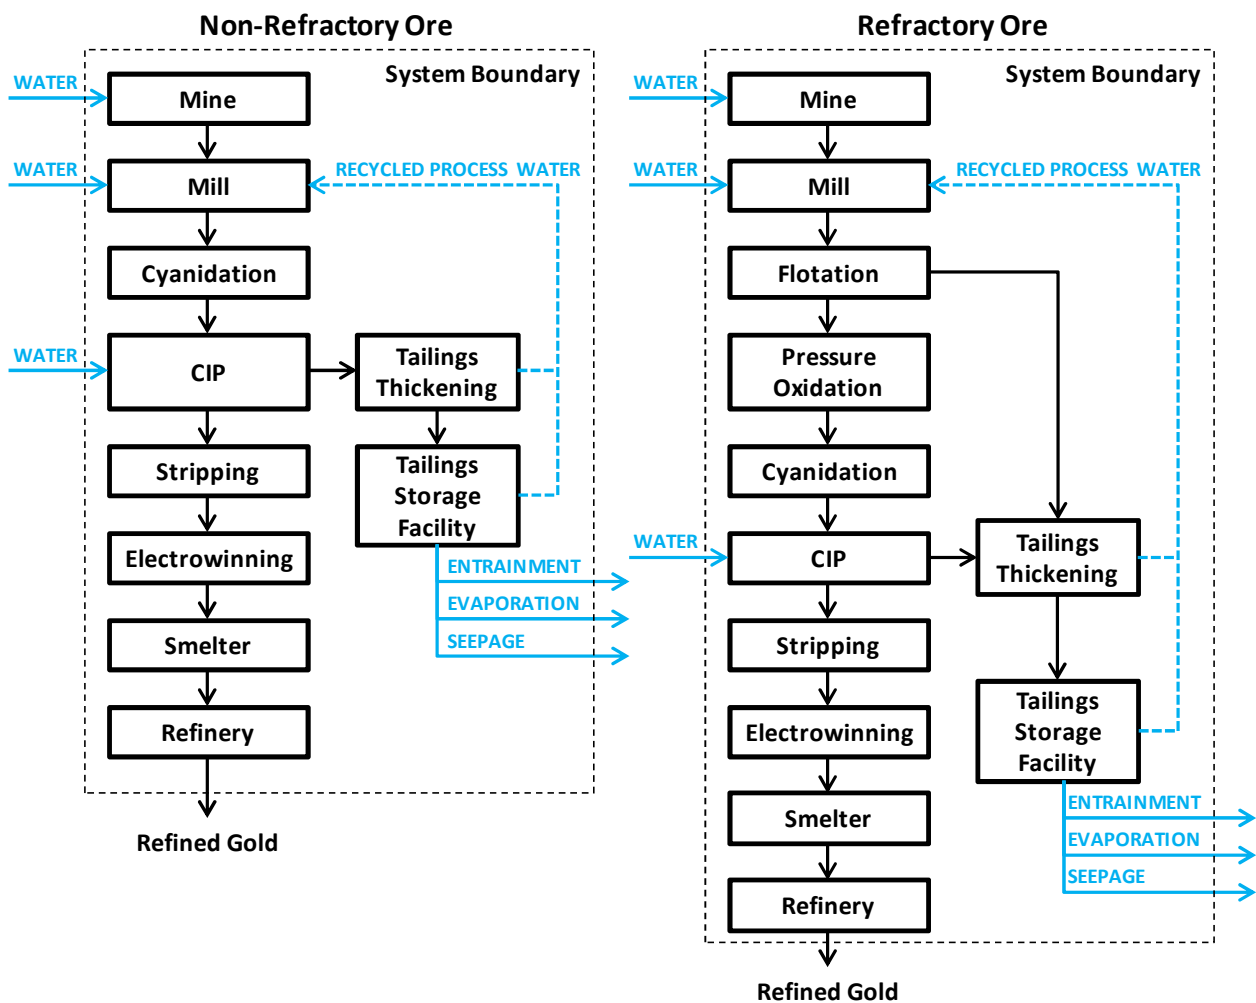 Non-Refractory Ore
System Boundary
WATER
Mine
WATER
Mill
RECYCLED PROCESS WATER
Cyanidation
WATER
CIP
Tailings
Thickening
Stripping
Tailings
Storage
Facility
Electrowinning
ENTRAINMENT
EVAPORATION
SEEPAGE
Smelter
Refinery
Refined Gold
Refractory Ore
System Boundary
WATER
Mine
WATER
Mill
RECYCLED PROCESS WATER
Flotation
Pressure
Oxidation
Cyanidation
WATER
CIP
Tailings
Thickening
Stripping
Electrowinning
Tailings
Storage
Facility
ENTRAINMENT
EVAPORATION
SEEPAGE
Smelter
Refinery
Refined Gold